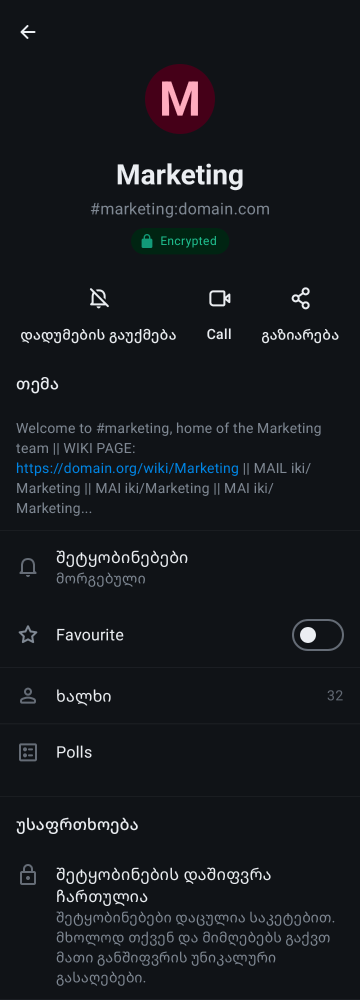 M
Marketing
#marketing:domain.com
Encrypted
დადუმების გაუქმება
Call
გაზიარება
თემა
Welcome to #marketing, home of the Marketing
team || WIKI PAGE:
https://domain.org/wiki/Marketing || MAIL iki/
Marketing || MAI iki/Marketing || MAI iki/
Marketing...
შეტყობინებები
მორგებული
Favourite
ხალხი 32
Polls
უსაფრთხოება
შეტყობინების დაშიფვრა
ჩართულია
შეტყობინებები დაცულია საკეტებით.
მხოლოდ თქვენ და მიმღებებს გაქვთ
მათი განშიფვრის უნიკალური
გასაღებები.